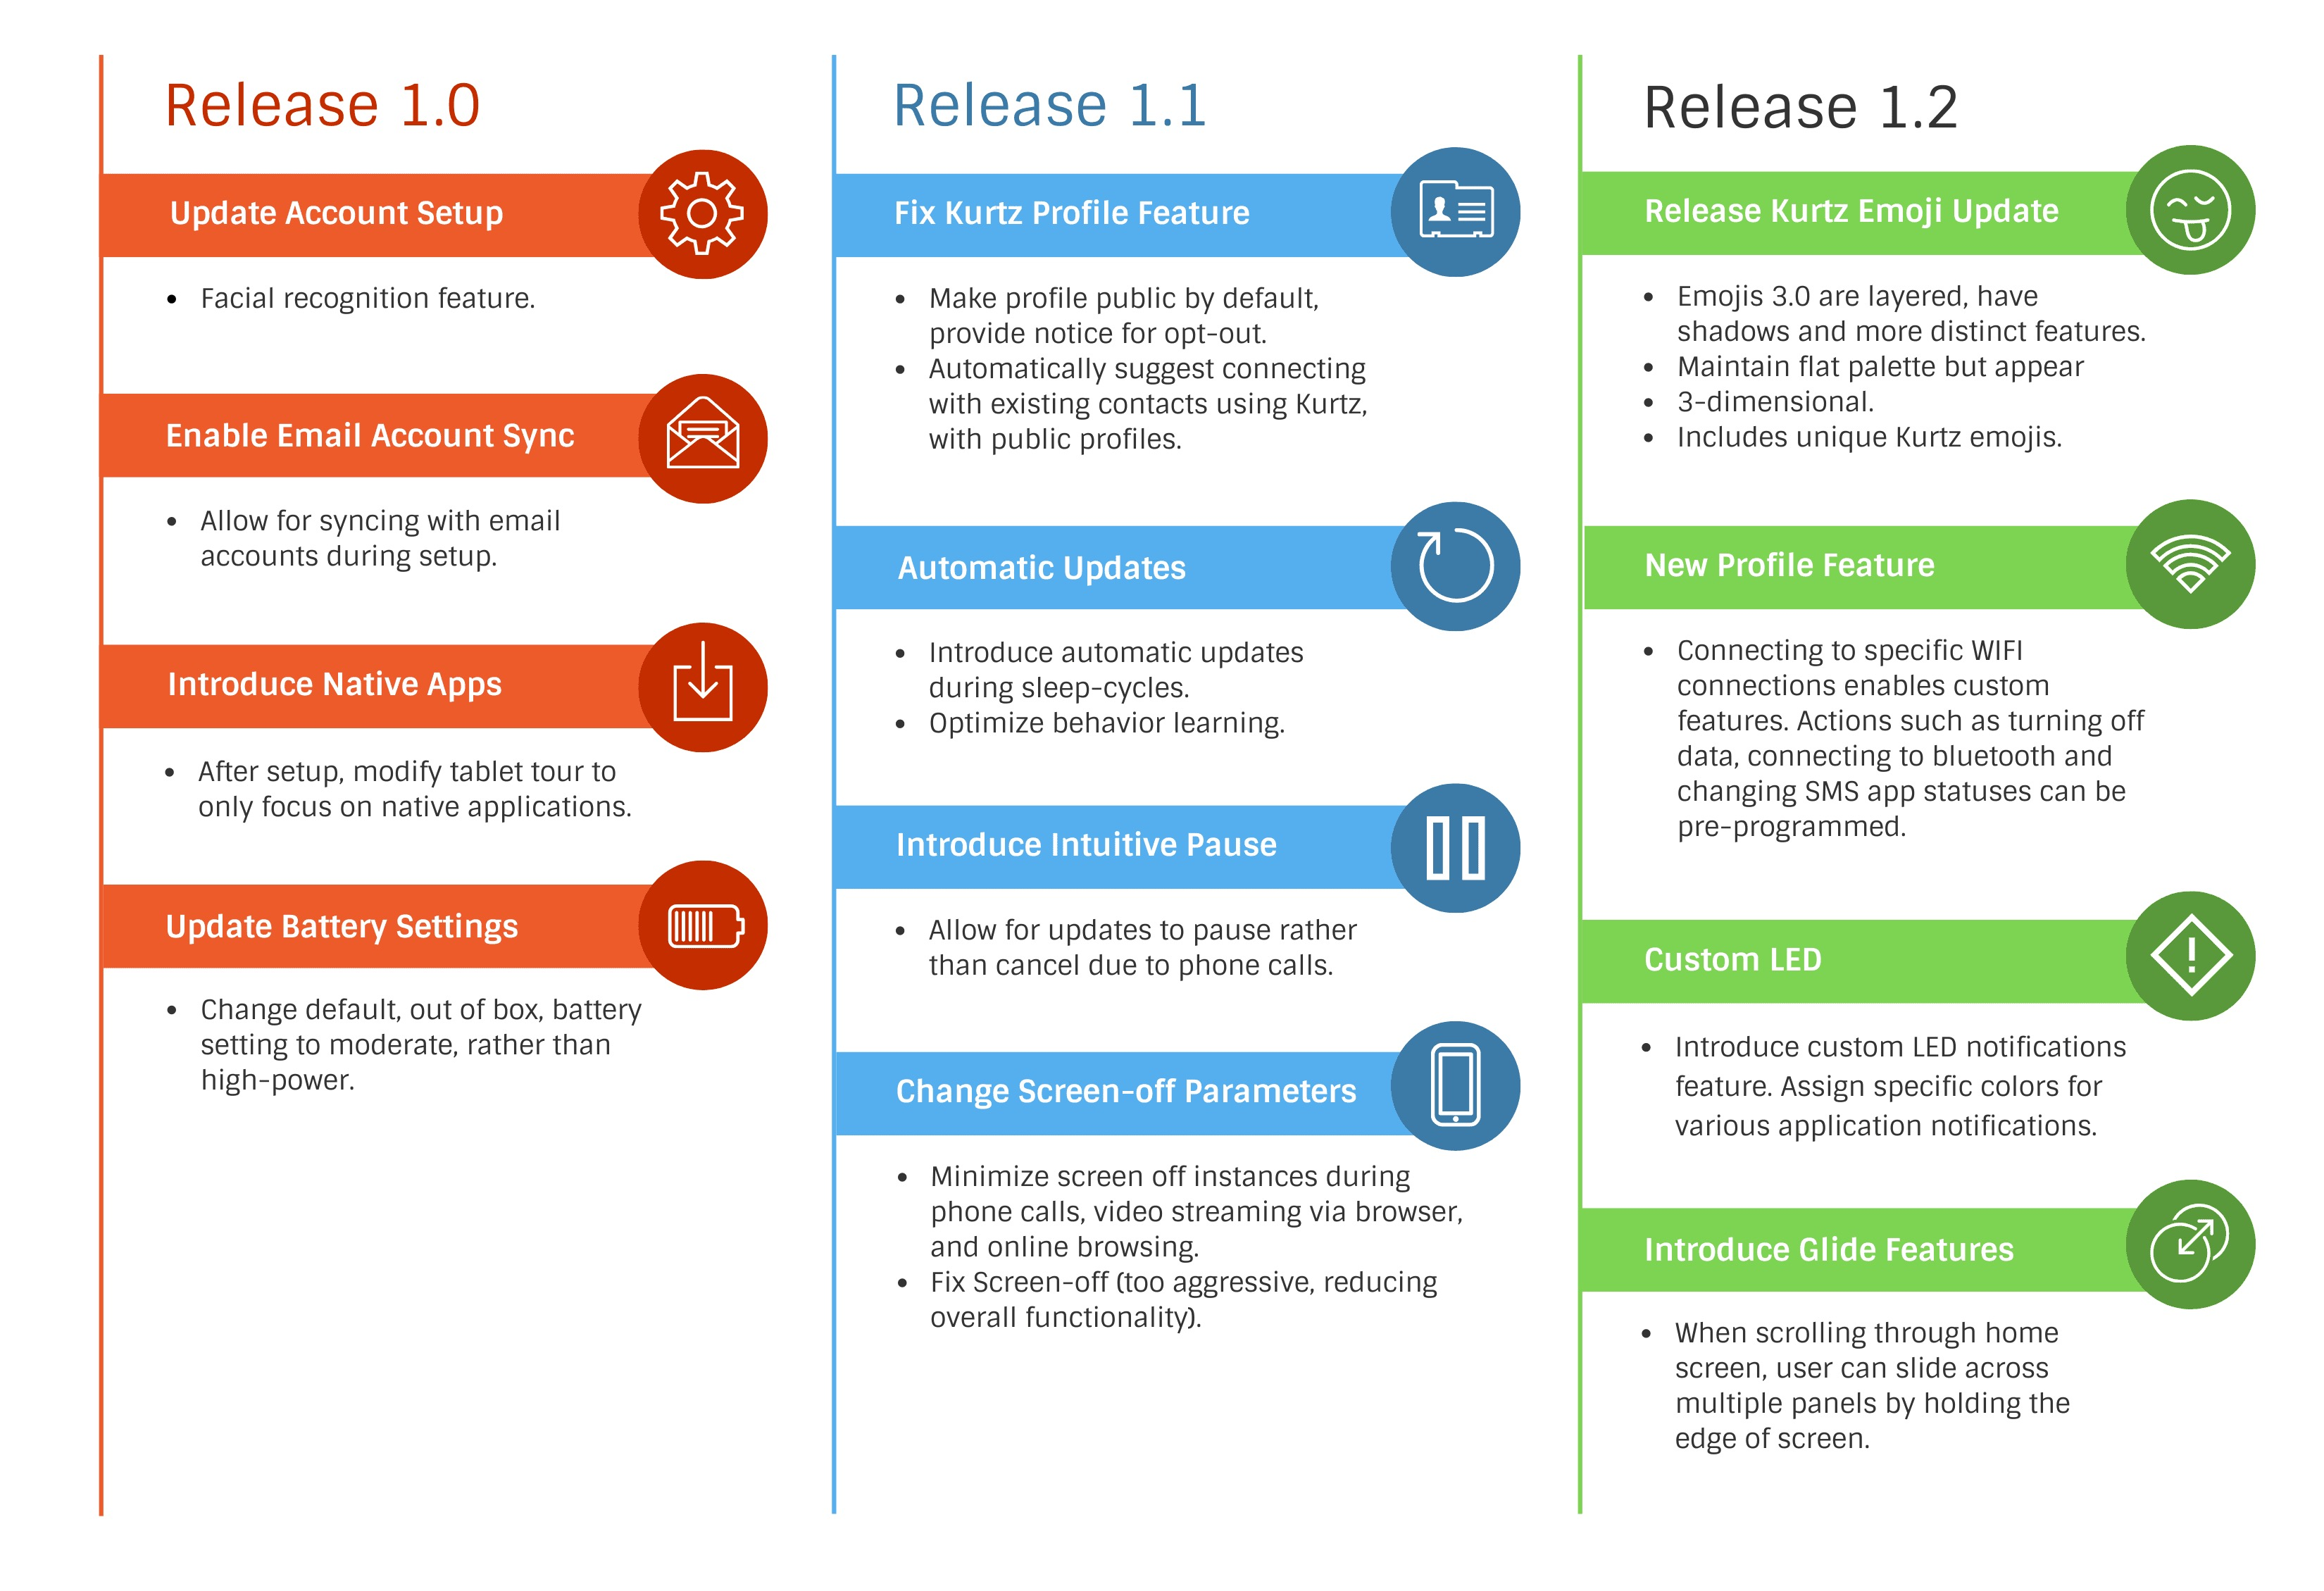 Release 1.0
Update Account Setup
• Facial recognition feature.
Enable Email Account Sync
• Allow for syncing with email
accounts during setup.
Introduce Native Apps
• After setup, modify tablet tour to
only focus on native applications.
Update Battery Settings
• Change default, out of box, battery
setting to moderate, rather than
high-power.
Release 1.1
Fix Kurtz Profile Feature
• Make profile public by default,
provide notice for opt-out.
• Automatically suggest connecting
with existing contacts using Kurtz,
with public profiles.
Automatic Updates
• Introduce automatic updates
during sleep-cycles.
• Optimize behavior learning.
Introduce Intuitive Pause
• Allow for updates to pause rather
than cancel due to phone calls.
Change Screen-off Parameters
• Minimize screen off instances during
phone calls, video streaming via browser,
and online browsing.
• Fix Screen-off (too aggressive, reducing
overall functionality).
Release 1.2
Release Kurtz Emoji Update
• Emojis 3.0 are layered, have
shadows and more distinct features.
• Maintain flat palette but appear
• 3-dimensional.
• Includes unique Kurtz emojis.
New Profile Feature
• Connecting to specific WIFI
connections enables custom
features. Actions such as turning off
data, connecting to bluetooth and
changing SMS app statuses can be
pre-programmed.
Custom LED
• Introduce custom LED notifications
feature. Assign specific colors for
various application notifications.
Introduce Glide Features
• When scrolling through home
screen, user can slide across
multiple panels by holding the
edge of screen.